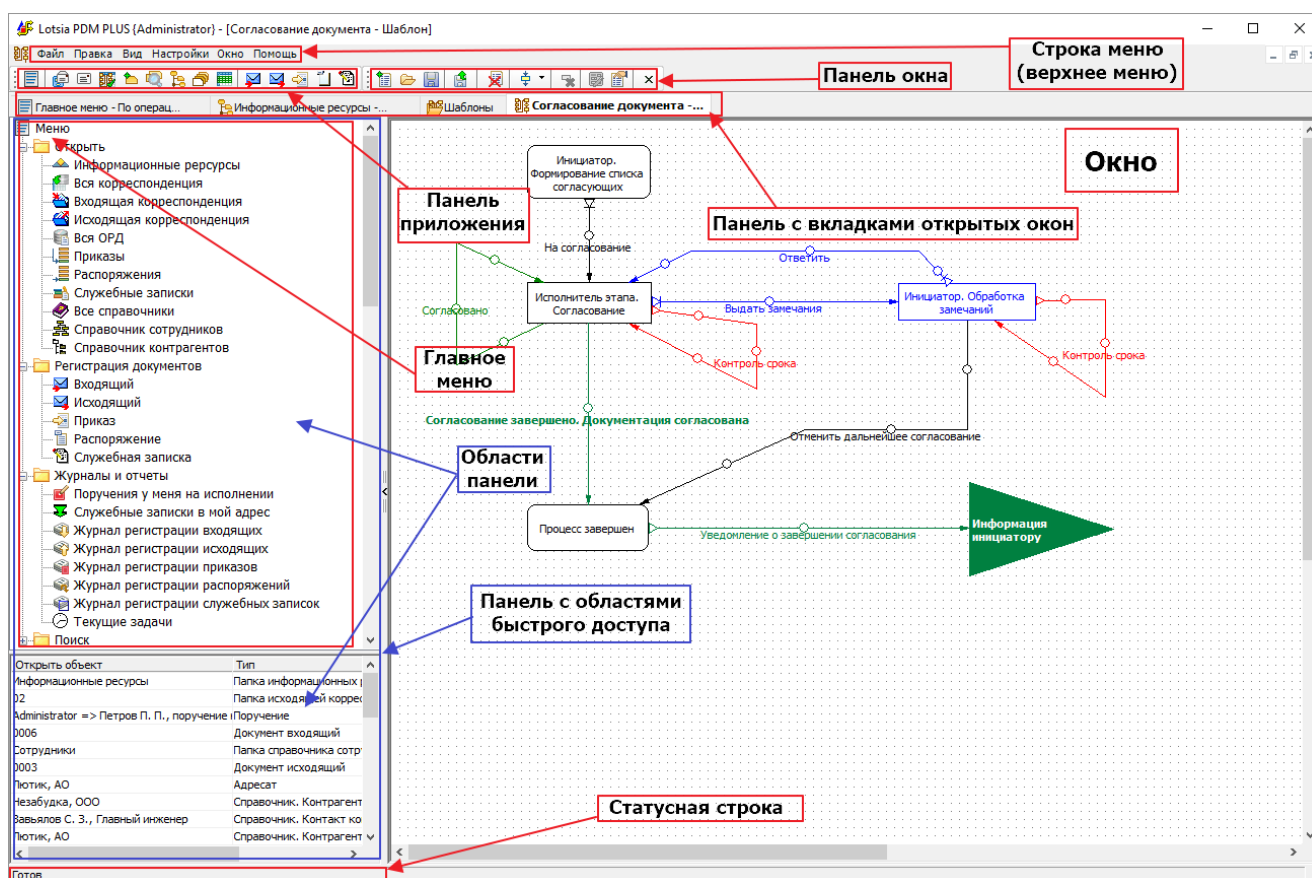 Lotsia PDM PLUS {Administrator} - [Согласование документа - Шаблон]
Файл Правка Вид Настройки Окно Помощь
Строка меню
(верхнее меню)
Панель окна
Главное меню - По операц...
Информационные ресурсы -...
Шаблоны
Согласование документа -...
Меню
Открыть
Информационные рерсурсы
Вся корреспонденция
Входящая корреспонденция
Исходящая корреспонденция
Вся ОРД
Приказы
Распоряжения
Служебные записки
Все справочники
Справочник сотрудников
Справочник контрагентов
Регистрация документов
Входящий
Исходящий
Приказ
Распоряжение
Служебная записка
Журналы и отчеты
Поручения у меня на исполнении
Служебные записки в мой адрес
Журнал регистрации входящих
Журнал регистрации исходящих
Журнал регистрации приказов
Журнал регистрации распоряжений
Журнал регистрации служебных записок
Текущие задачи
Поиск
Панель
приложения
Главное
меню
Области
панели
Панель с областями
быстрого доступа
Окно
Панель с вкладками открытых окон
Инициатор.
Формирование списка
согласующих
На согласование
Ответить
Исполнитель этапа.
Согласование
Выдать замечания
Инициатор. Обработка
замечаний
Согласовано
Контроль срока
Контроль срока
Согласование завершено. Документация согласована
Отменить дальнейшее согласование
Процесс завершен
Уведомление о завершении согласования
Информация
инициатору
Открыть объект Тип
Информационные ресурсы Папка информационных
02 Папка исходящей коррес
Administrator => Петров П. П., поручение Поручение
0006 Документ входящий
Сотрудники Папка справочника сотр
0003 Документ исходящий
Лютик, АО Адресат
Незабудка, ООО Справочник. Контрагент
Завьялов С. З., Главный инженер Справочник. Контакт ко
Лютик, АО Справочник. Контрагент
Статусная строка
Готов